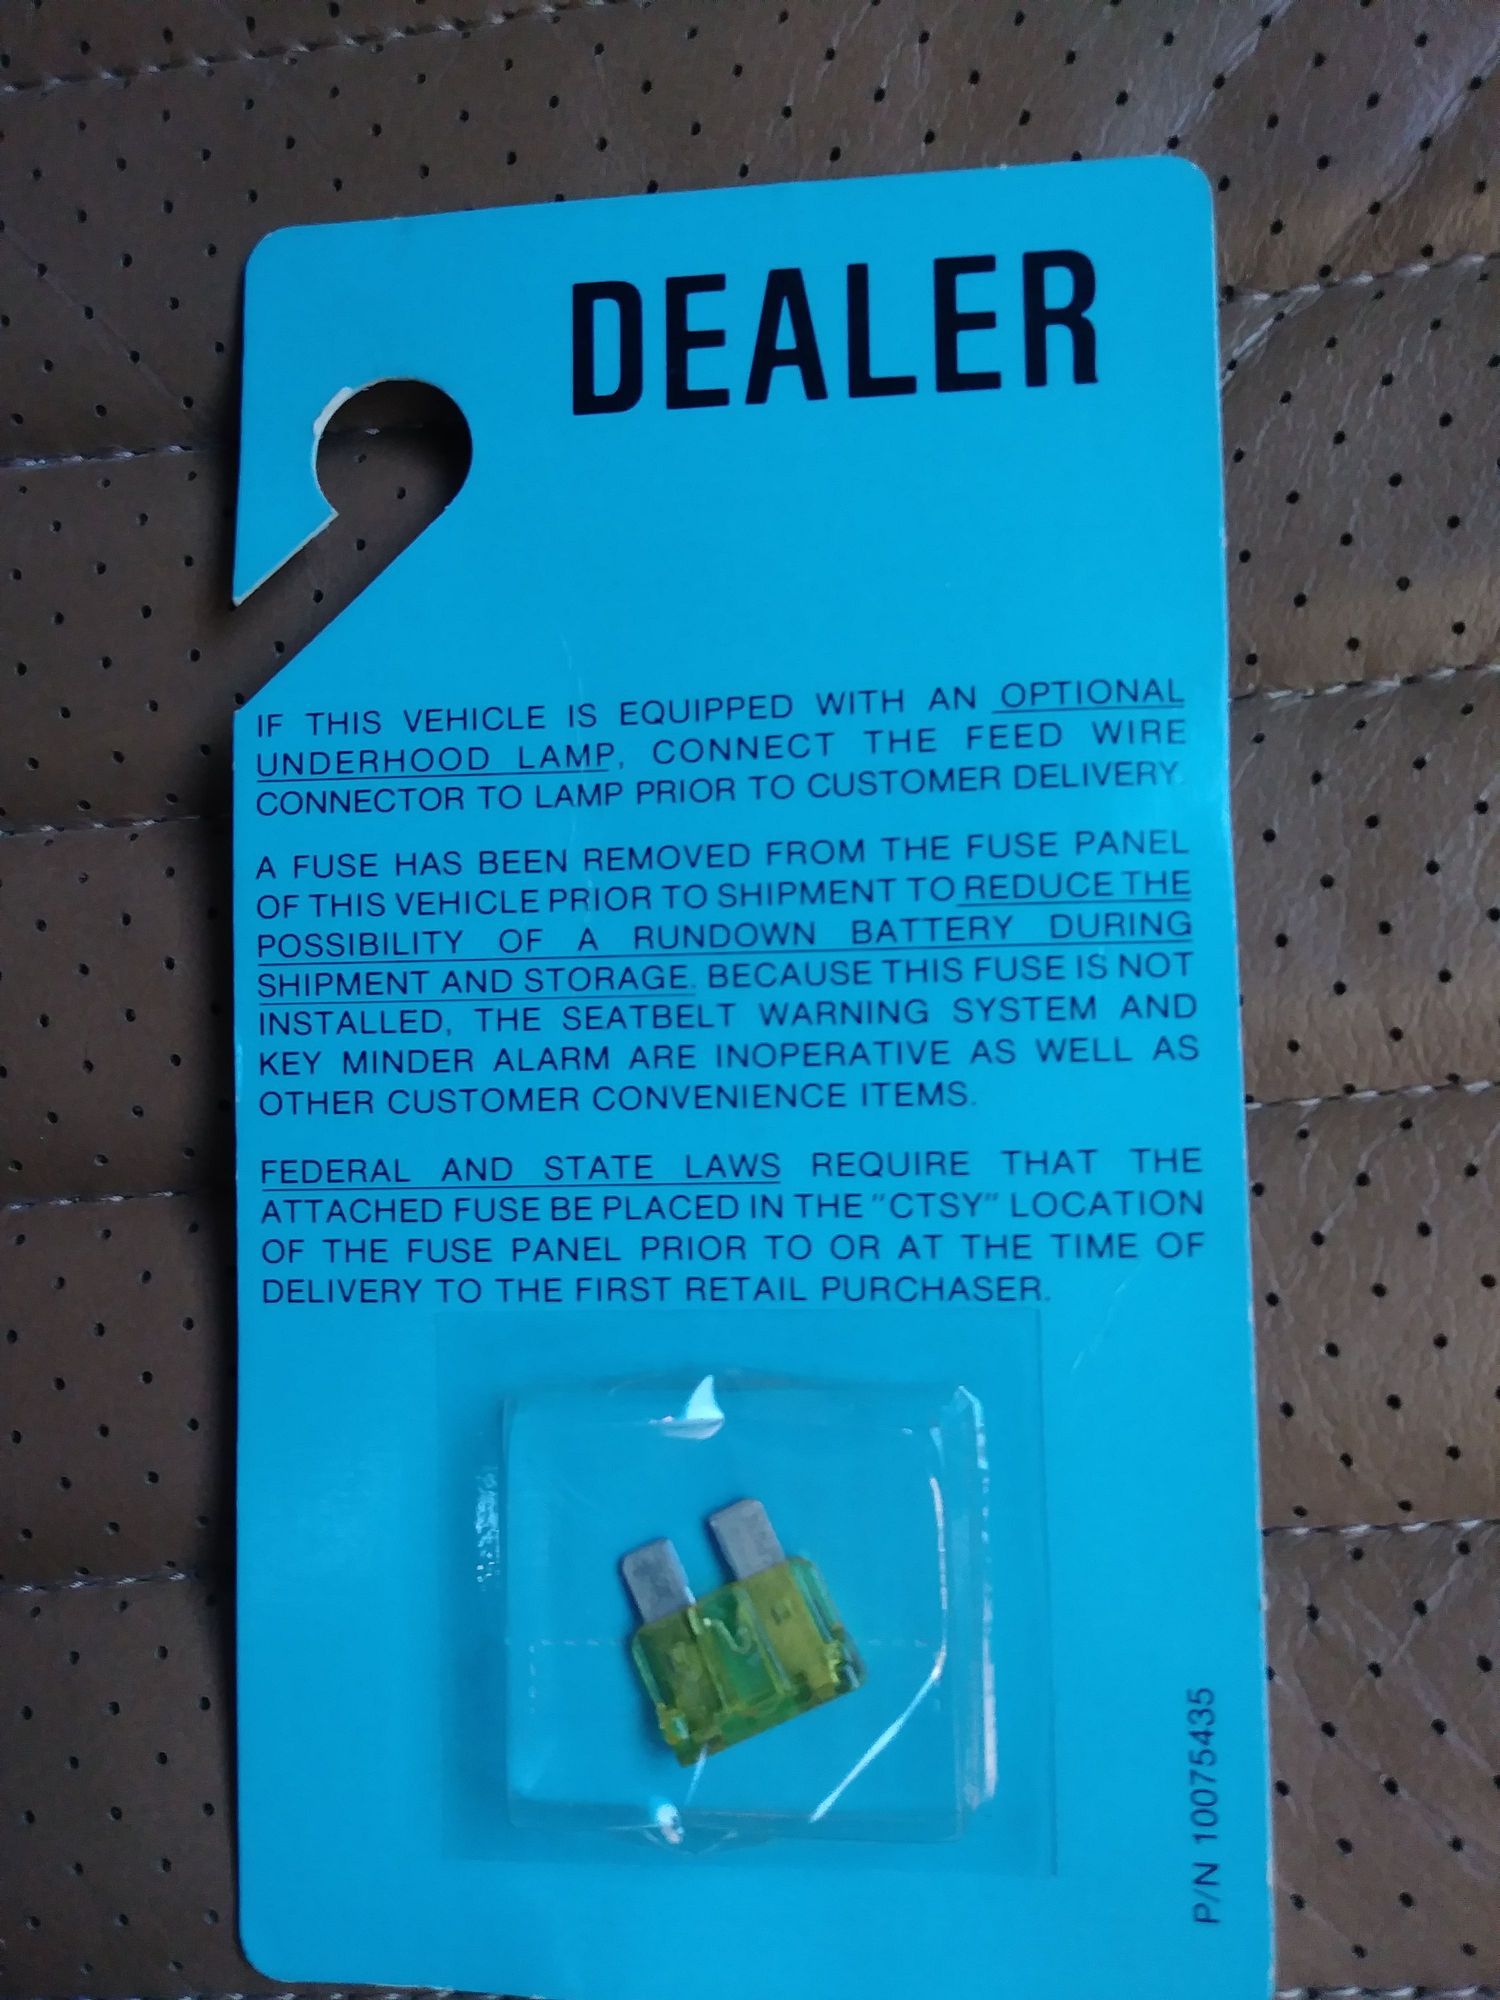 DEALER
IF THIS VEHICLE IS EQUIPPED WITH AN OPTIONAL
UNDERHOOD LAMP, CONNECT THE FEED WIRE
CONNECTOR TO LAMP PRIOR TO CUSTOMER DELIVERY.
A FUSE HAS BEEN REMOVED FROM THE FUSE PANEL
OF THIS VEHICLE PRIOR TO SHIPMENT TO REDUCE THE
POSSIBILITY OF A RUNDOWN BATTERY DURING
SHIPMENT AND STORAGE. BECAUSE THIS FUSE IS NOT
INSTALLED, THE SEATBELT WARNING SYSTEM AND
KEY MINDER ALARM ARE INOPERATIVE AS WELL AS
OTHER CUSTOMER CONVENIENCE ITEMS.
FEDERAL AND STATE LAWS REQUIRE THAT THE
ATTACHED FUSE BE PLACED IN THE "CTSY" LOCATION
OF THE FUSE PANEL PRIOR TO OR AT THE TIME OF
DELIVERY TO THE FIRST RETAIL PURCHASER.
P/N 10075435